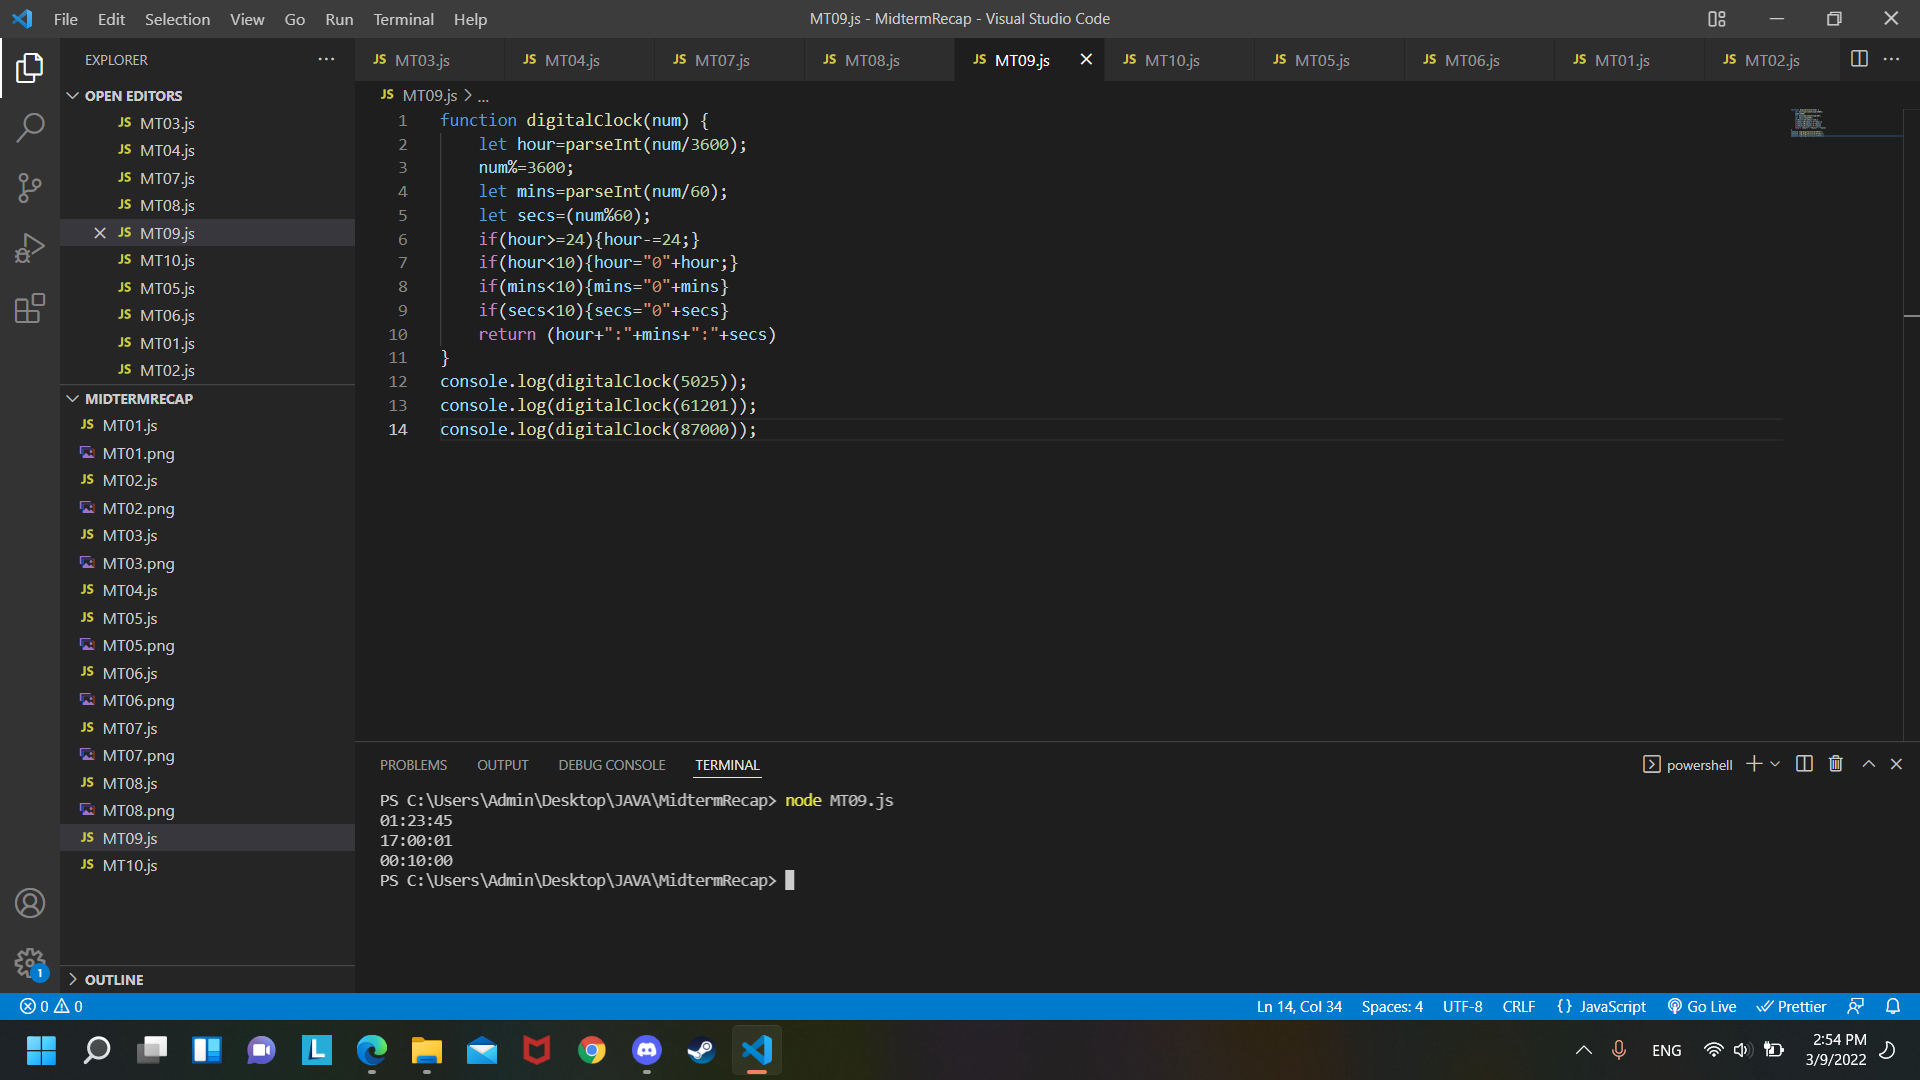 File Edit Selection View Go Run Terminal Help MT09.js - MidtermRecap - Visual Studio Code
EXPLORER
JS MT03.js JS MT04.js JS MT07.js JS MT08.js JS MT09.js JS MT10.js JS MT05.js JS MT06.js JS MT01.js JS MT02.js
OPEN EDITORS
JS MT03.js
JS MT04.js
JS MT07.js
JS MT08.js
JS MT09.js
JS MT10.js
JS MT05.js
JS MT06.js
JS MT01.js
JS MT02.js
MIDTERMRECAP
JS MT01.js
MT01.png
JS MT02.js
MT02.png
JS MT03.js
MT03.png
JS MT04.js
JS MT05.js
MT05.png
JS MT06.js
MT06.png
JS MT07.js
MT07.png
JS MT08.js
MT08.png
JS MT09.js
JS MT10.js
OUTLINE
JS MT09.js > ...
1 function digitalClock(num) {
2 let hour=parseInt(num/3600);
3 num%=3600;
4 let mins=parseInt(num/60);
5 let secs=(num%60);
6 if(hour>=24){hour-=24;}
7 if(hour<10){hour="0"+hour;}
8 if(mins<10){mins="0"+mins}
9 if(secs<10){secs="0"+secs}
10 return (hour+":"+mins+":"+secs)
11 }
12 console.log(digitalClock(5025));
13 console.log(digitalClock(61201));
14 console.log(digitalClock(87000));
PROBLEMS OUTPUT DEBUG CONSOLE TERMINAL powershell
PS C:\Users\Admin\Desktop\JAVA\MidtermRecap> node MT09.js
01:23:45
17:00:01
00:10:00
PS C:\Users\Admin\Desktop\JAVA\MidtermRecap>
1
0 0 Ln 14, Col 34 Spaces: 4 UTF-8 CRLF {} JavaScript Go Live Prettier
L ENG 2:54 PM
3/9/2022